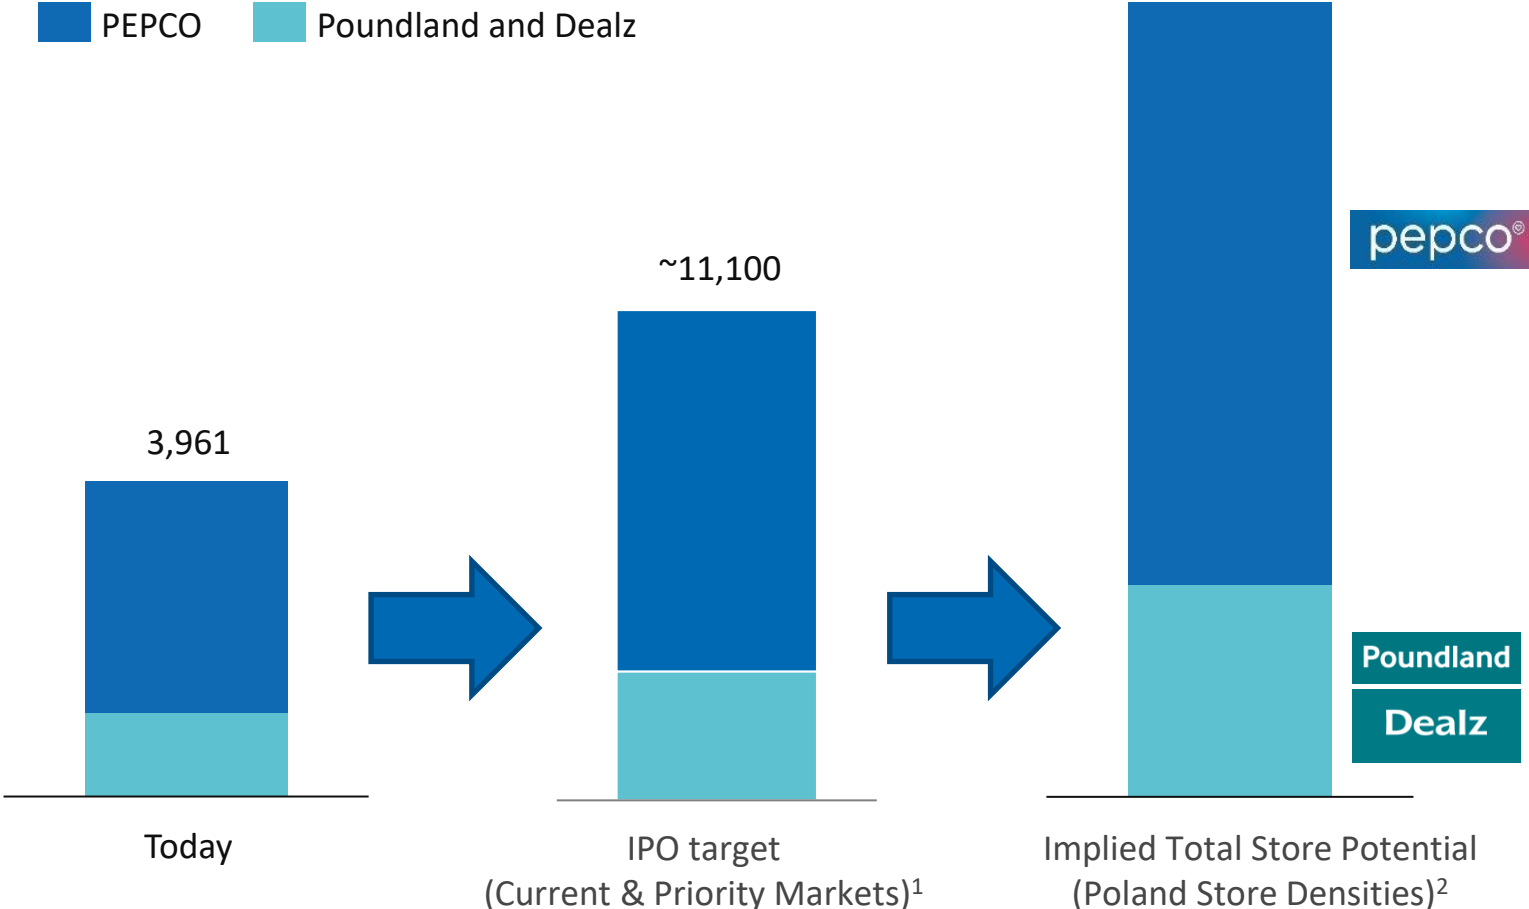 PEPCO
Poundland and Dealz
pepco
~11,100
3,961
Poundland
Dealz
Today
IPO target
(Current & Priority Markets)1
Implied Total Store Potential
(Poland Store Densities)2